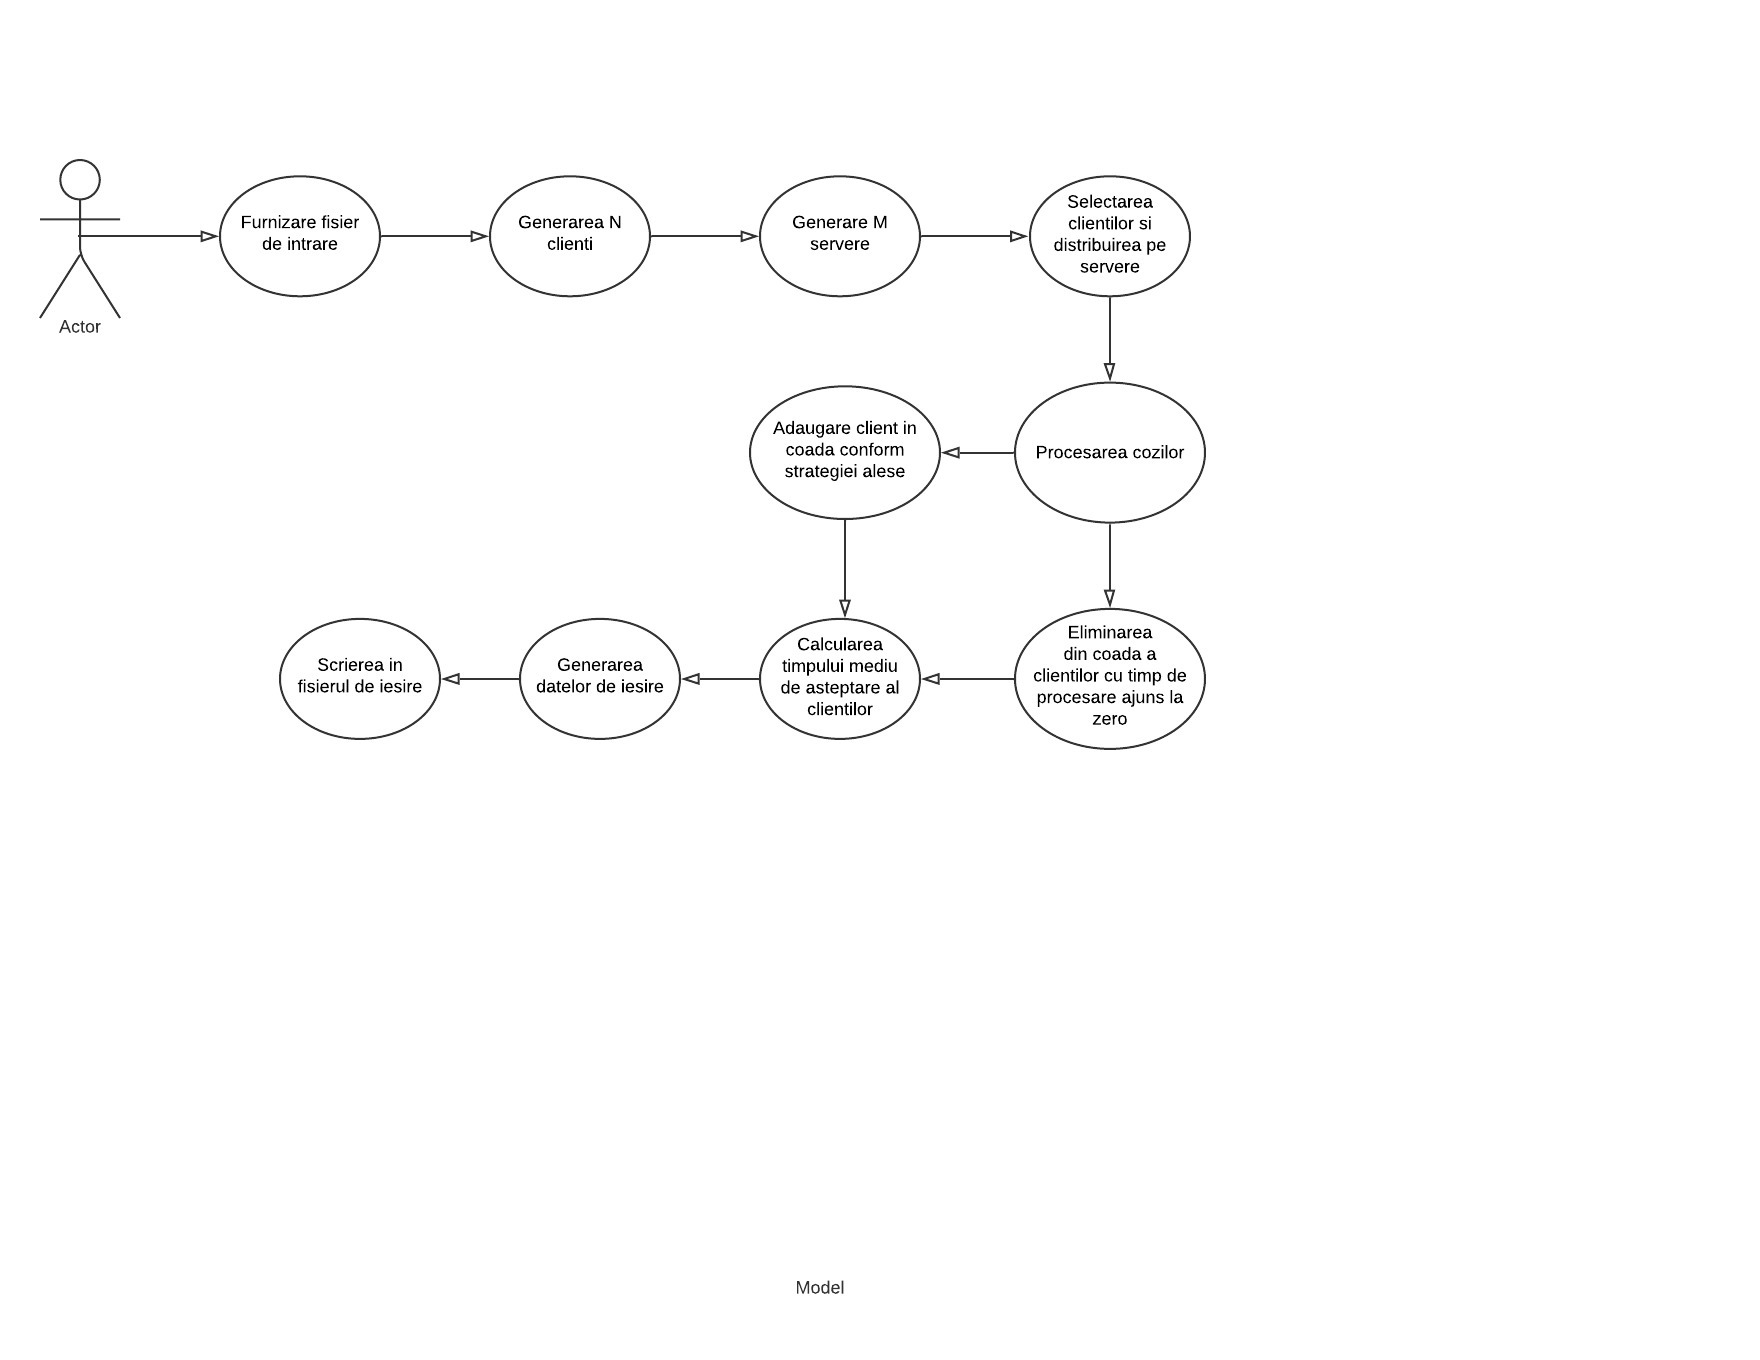 Actor
Furnizare fisier
de intrare
Generarea N
clienti
Generare M
servere
Selectarea
clientilor si
distribuirea pe
servere
Procesarea cozilor
Adaugare client in
coada conform
strategiei alese
Eliminarea
din coada a
clientilor cu timp de
procesare ajuns la
zero
Calcularea
timpului mediu
de asteptare al
clientilor
Generarea
datelor de iesire
Scrierea in
fisierul de iesire
Model